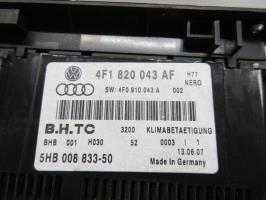 4F1 820 043 AF H77
NERO
SW: 4F0 910 043 A 002
B.H.TC 3200 KLIMABETAETIGUNG
BHB 001 H030 52 0003 | 1
13.06.07
5HB 008 833-50 Made in Germany